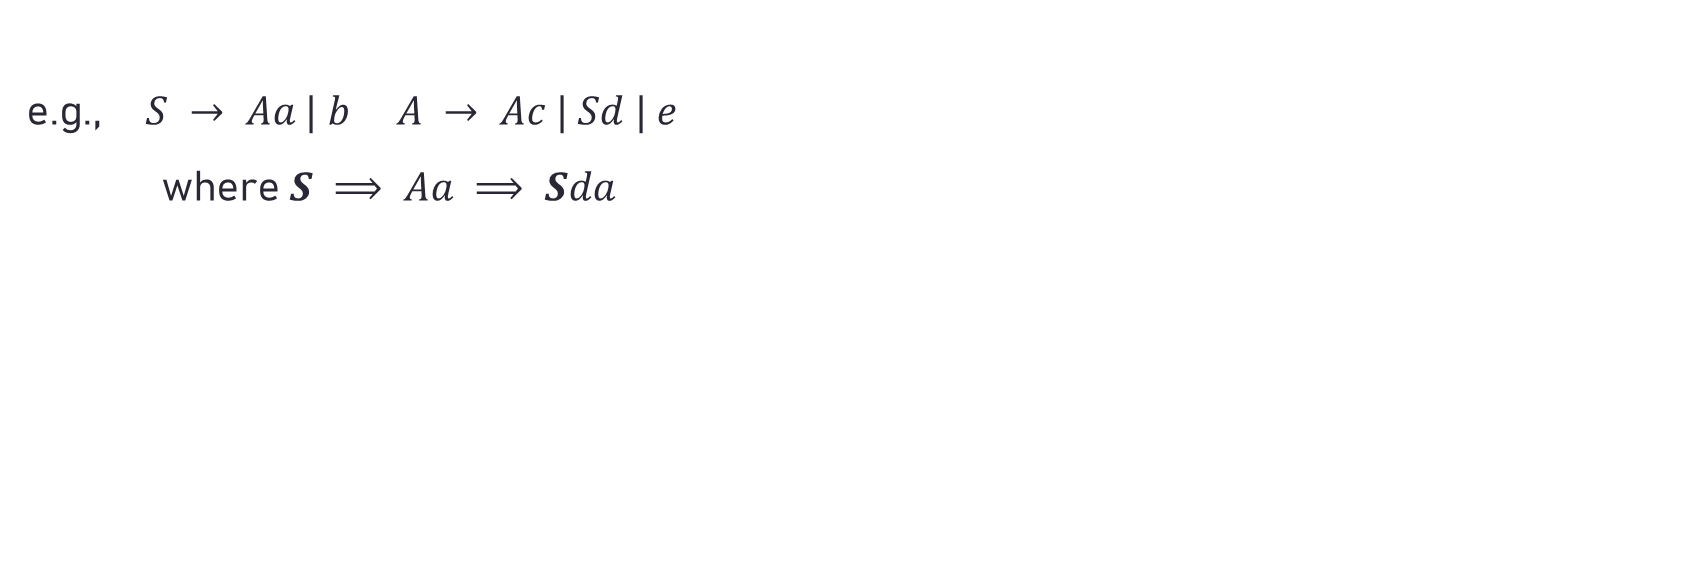 e.g., S → Aa | b A → Ac | Sd | e
where S ⟹ Aa ⟹ Sda